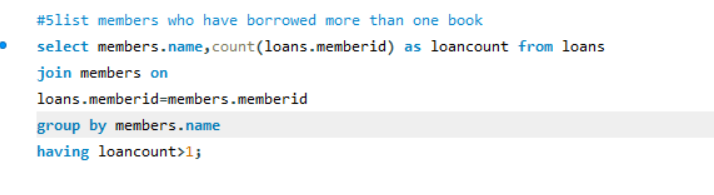 #5list members who have borrowed more than one book
select members.name,count(loans.memberid) as loancount from loans
join members on
loans.memberid=members.memberid
group by members.name
having loancount>1;